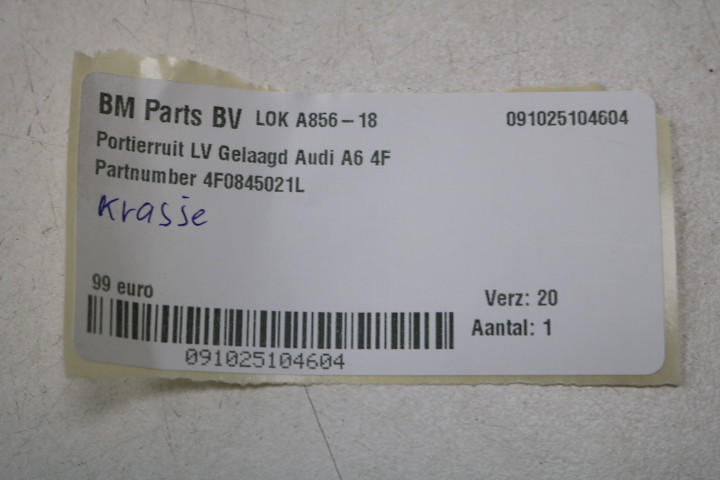 BM Parts BV LOK A856-18 091025104604
Portierruit LV Gelaagd Audi A6 4F
Partnumber 4F0845021L
Krasje
99 euro
Verz: 20
Aantal: 1
091025104604